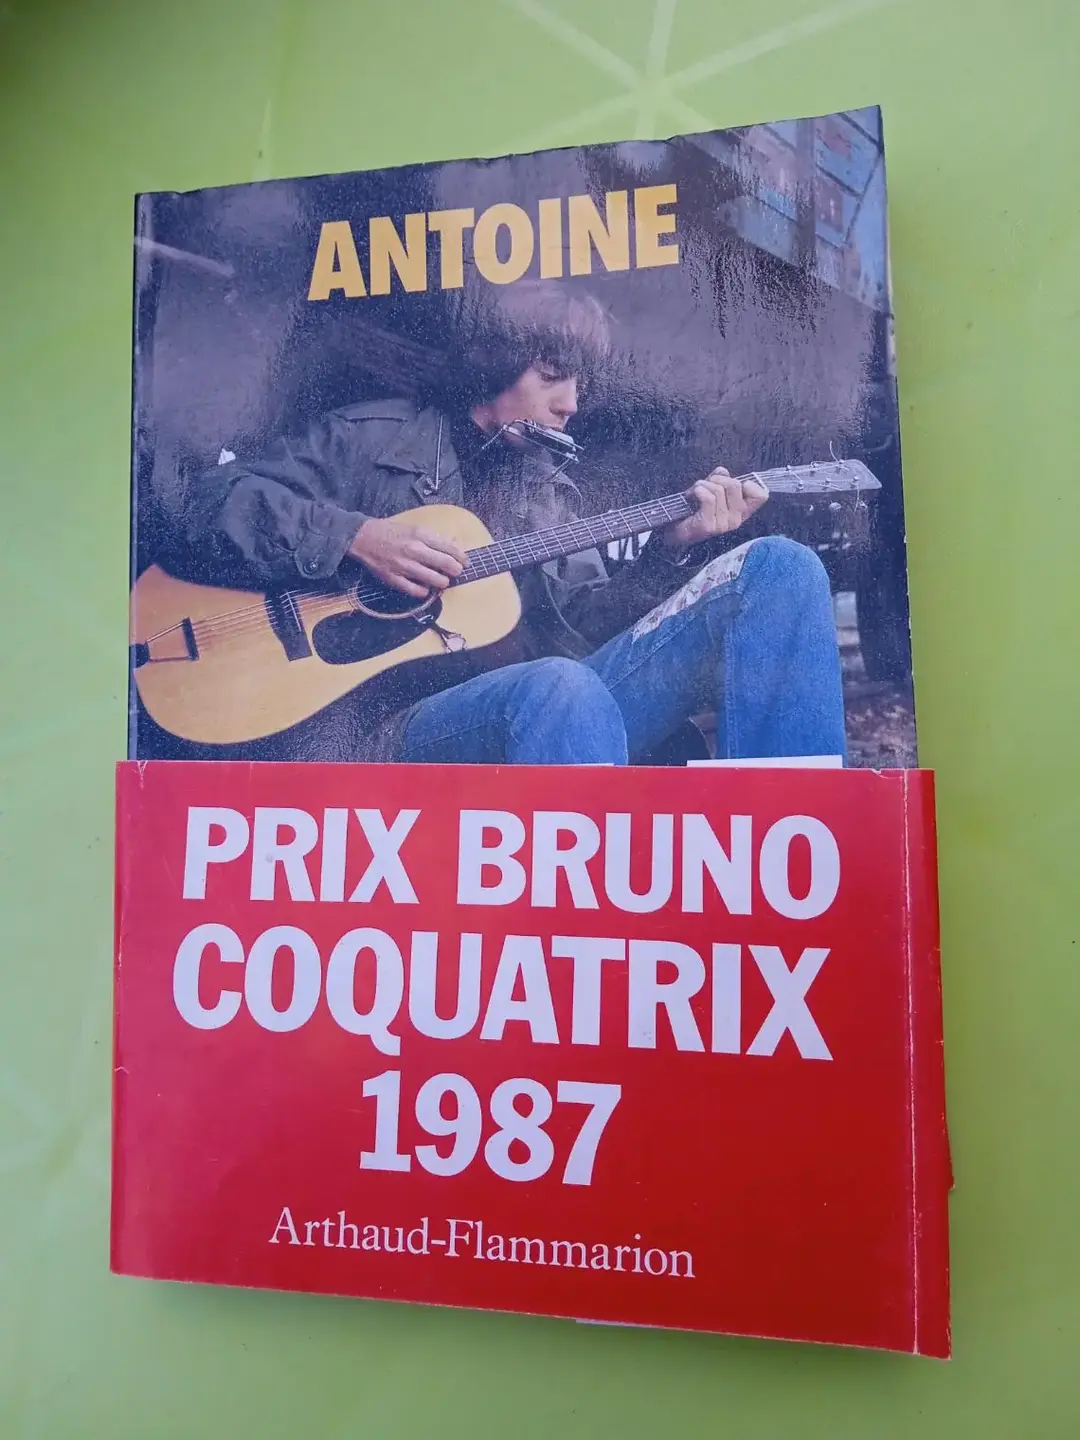 ANTOINE
PRIX BRUNO
COQUATRIX
1987
Arthaud-Flammarion